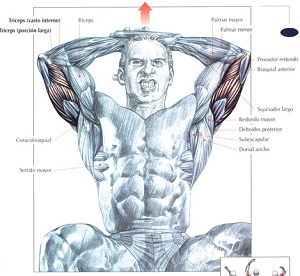 Tríceps (vasto interno)
Tríceps (porción larga)
Tríceps
Palmar mayor
Palmar menor
Pronador redondo
Braquial anterior
Supinador largo
Redondo mayor
Deltoides posterior
Subescapular
Dorsal ancho
Coracobraquial
Serrato mayor